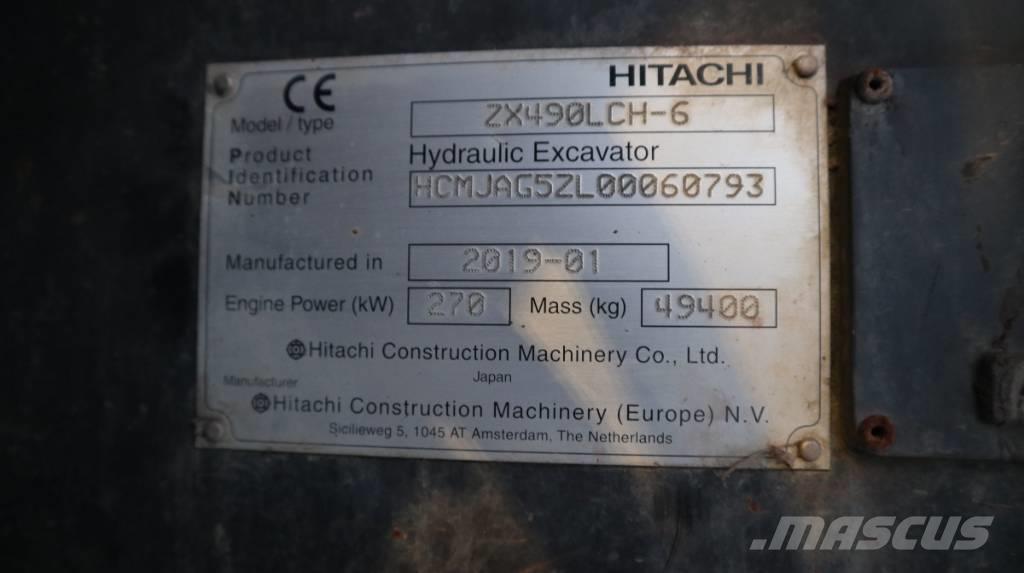 CE HITACHI
Model / type ZX490LCH-6
Product Hydraulic Excavator
Identification HCMJAG5ZL00060793
Number
Manufactured in 2019-01
Engine Power (kW) 270 Mass (kg) 49400
Hitachi Construction Machinery Co., Ltd.
Japan
Manufacturer
Hitachi Construction Machinery (Europe) N.V.
Sicilieweg 5, 1045 AT Amsterdam, The Netherlands
.MASCUS